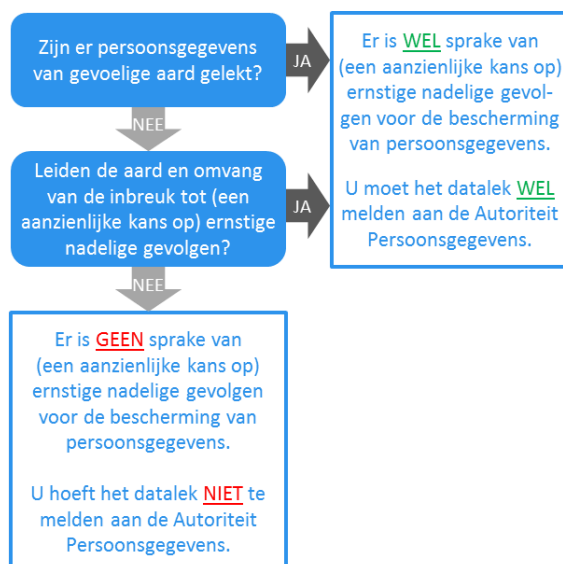 Zijn er persoonsgegevens
van gevoelige aard gelekt?
JA
Er is WEL sprake van
(een aanzienlijke kans op)
ernstige nadelige gevol-
gen voor de bescherming
van persoonsgegevens.
U moet het datalek WEL
melden aan de Autoriteit
Persoonsgegevens.
NEE
Leiden de aard en omvang
van de inbreuk tot (een
aanzienlijke kans op) ernstige
nadelige gevolgen?
JA
NEE
Er is GEEN sprake van
(een aanzienlijke kans op)
ernstige nadelige gevolgen
voor de bescherming van
persoonsgegevens.
U hoeft het datalek NIET te
melden aan de Autoriteit
Persoonsgegevens.